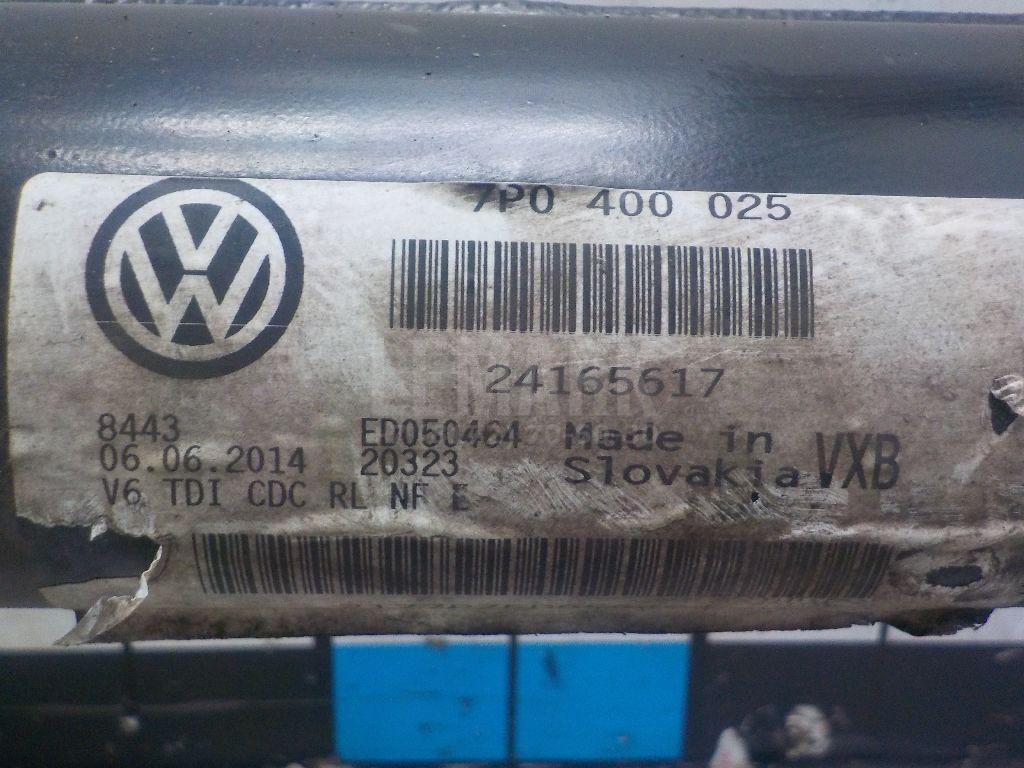 7P0 400 025
24165617
8443
06.06.2014
V6 TDI CDC RL NF E
ED050464
20323
Made in
Slovakia
VXB